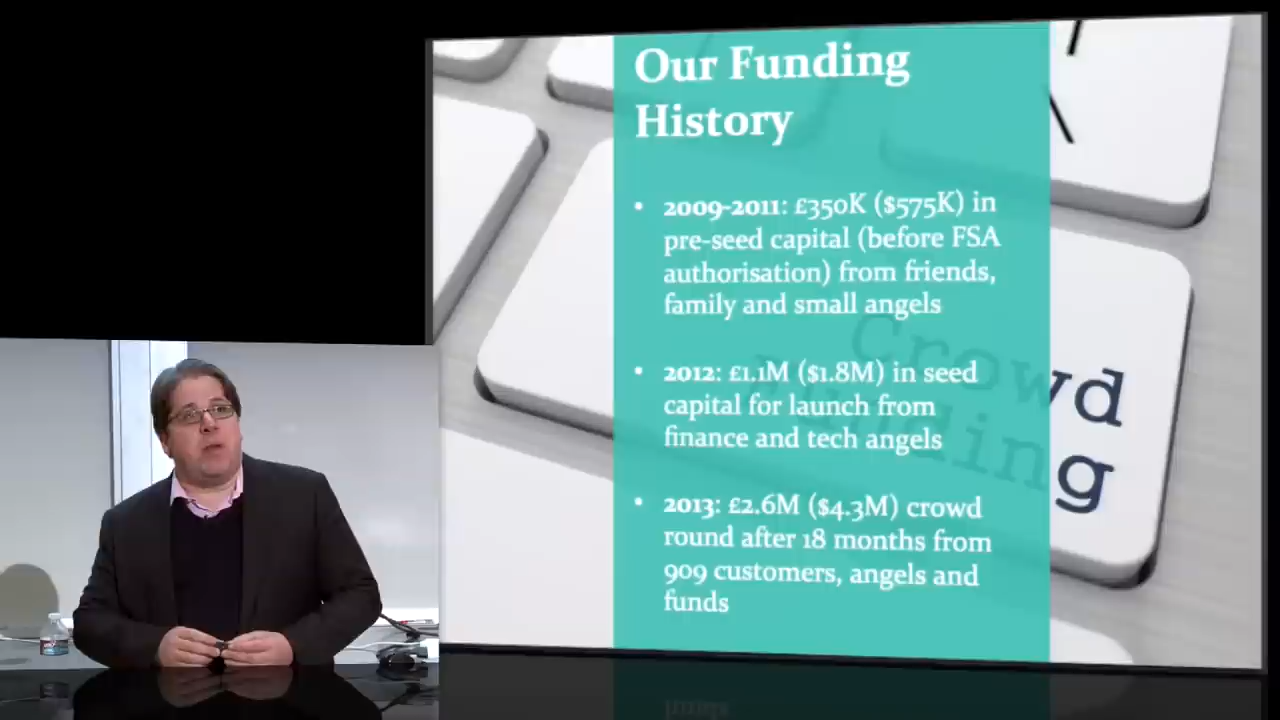 Our Funding
History
• 2009-2011: £350K ($575K) in
pre-seed capital (before FSA
authorisation) from friends,
family and small angels
• 2012: £1.1M ($1.8M) in seed
capital for launch from
finance and tech angels
• 2013: £2.6M ($4.3M) crowd
round after 18 months from
909 customers, angels and
funds
Crowd
funding